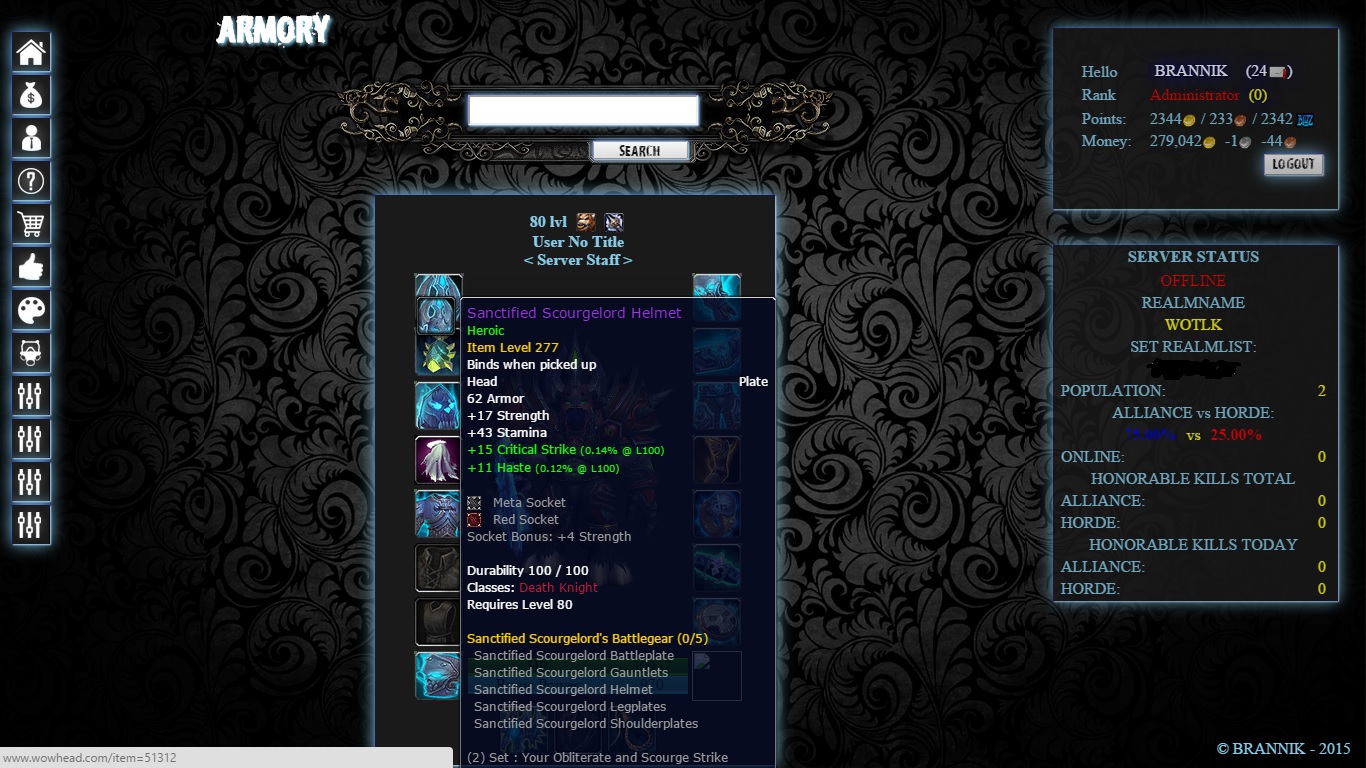 ARMORY
SEARCH
80 lvl
User No Title
< Server Staff >
Sanctified Scourgelord Helmet
Heroic
Item Level 277
Binds when picked up
Head Plate
62 Armor
+17 Strength
+43 Stamina
+15 Critical Strike (0.14% @ L100)
+11 Haste (0.12% @ L100)
Meta Socket
Red Socket
Socket Bonus: +4 Strength
Durability 100 / 100
Classes: Death Knight
Requires Level 80
Sanctified Scourgelord's Battlegear (0/5)
Sanctified Scourgelord Battleplate
Sanctified Scourgelord Gauntlets
Sanctified Scourgelord Helmet
Sanctified Scourgelord Legplates
Sanctified Scourgelord Shoulderplates
(2) Set : Your Obliterate and Scourge Strike
Hello BRANNIK (24)
Rank Administrator (0)
Points: 2344 / 233 / 2342
Money: 279,042 -1 -44
LOGOUT
SERVER STATUS
OFFLINE
REALMNAME
WOTLK
SET REALMLIST:
POPULATION: 2
ALLIANCE vs HORDE:
vs 25.00%
ONLINE: 0
HONORABLE KILLS TOTAL
ALLIANCE: 0
HORDE: 0
HONORABLE KILLS TODAY
ALLIANCE: 0
HORDE: 0
© BRANNIK - 2015
www.wowhead.com/item=51312